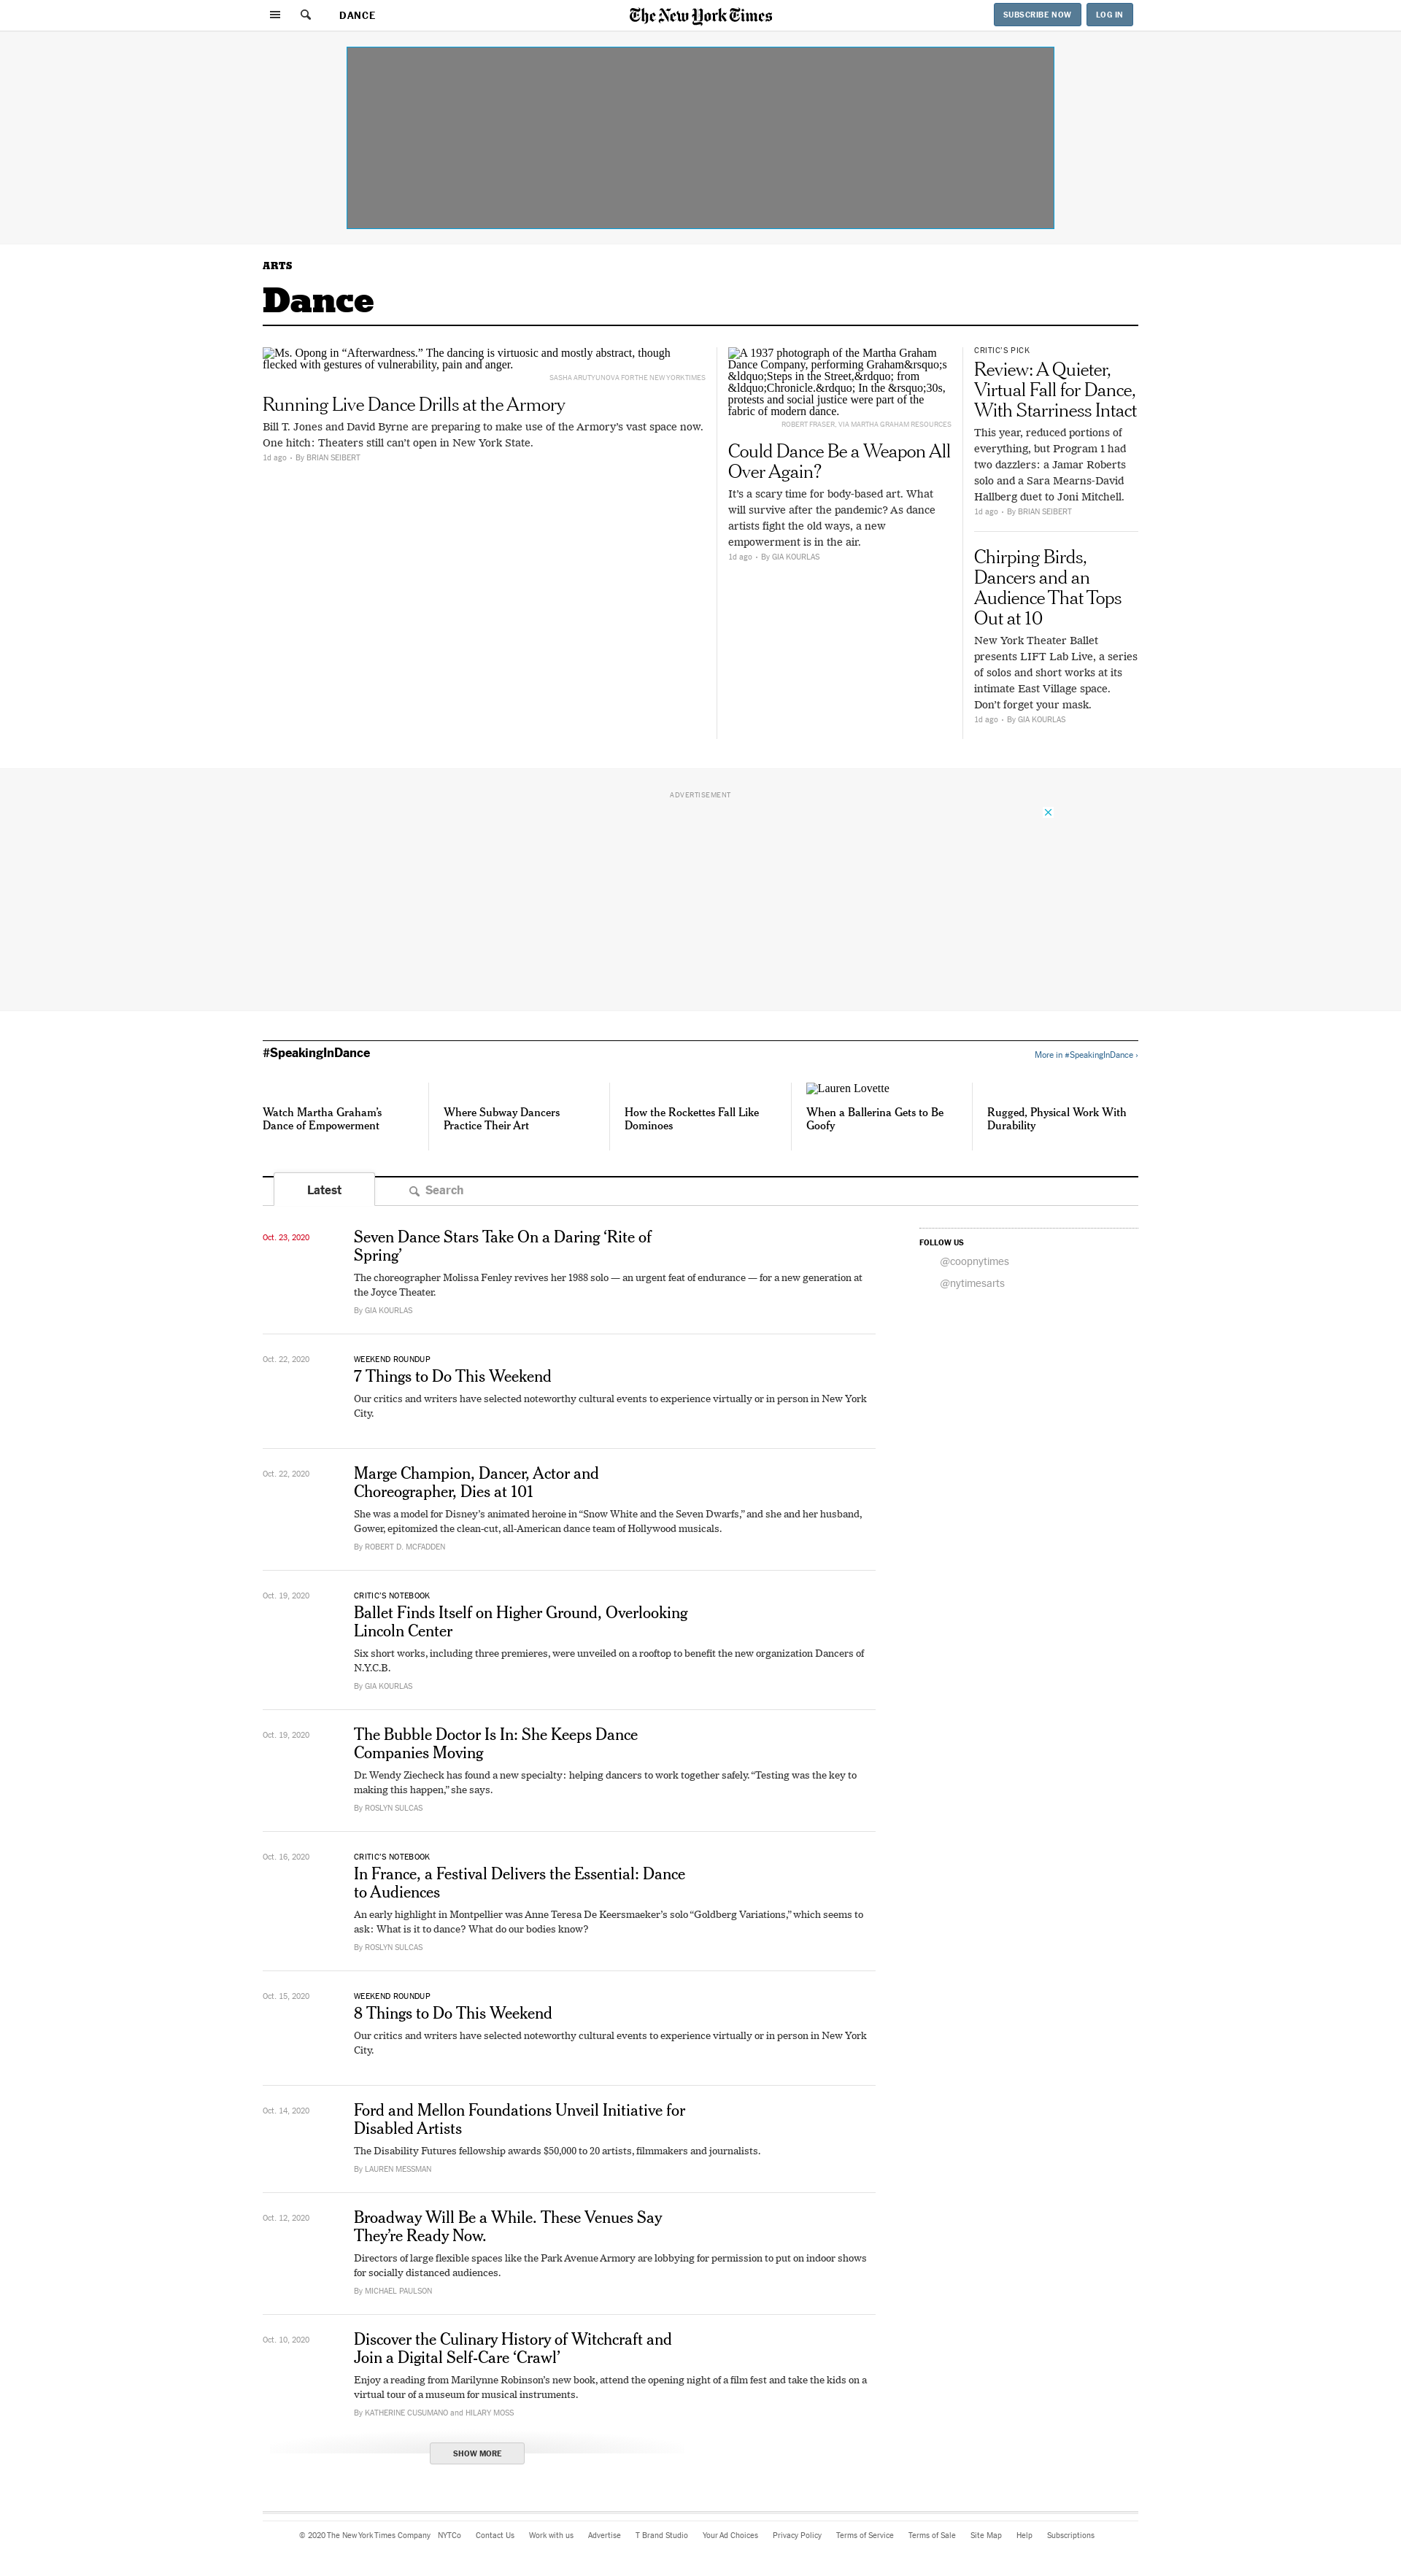 DANCE
The New York Times
SUBSCRIBE NOW
LOG IN
ARTS
Dance
Ms. Opong in “Afterwardness.” The dancing is virtuosic and mostly abstract, though
flecked with gestures of vulnerability, pain and anger.
SASHA ARUTYUNOVA FOR THE NEW YORK TIMES
Running Live Dance Drills at the Armory
Bill T. Jones and David Byrne are preparing to make use of the Armory’s vast space now.
One hitch: Theaters still can’t open in New York State.
1d ago • By BRIAN SEIBERT
A 1937 photograph of the Martha Graham
Dance Company, performing Graham&rsquo;s
&ldquo;Steps in the Street,&rdquo; from
&ldquo;Chronicle.&rdquo; In the &rsquo;30s,
protests and social justice were part of the
fabric of modern dance.
ROBERT FRASER, VIA MARTHA GRAHAM RESOURCES
Could Dance Be a Weapon All
Over Again?
It’s a scary time for body-based art. What
will survive after the pandemic? As dance
artists fight the old ways, a new
empowerment is in the air.
1d ago • By GIA KOURLAS
CRITIC’S PICK
Review: A Quieter,
Virtual Fall for Dance,
With Starriness Intact
This year, reduced portions of
everything, but Program 1 had
two dazzlers: a Jamar Roberts
solo and a Sara Mearns-David
Hallberg duet to Joni Mitchell.
1d ago • By BRIAN SEIBERT
Chirping Birds,
Dancers and an
Audience That Tops
Out at 10
New York Theater Ballet
presents LIFT Lab Live, a series
of solos and short works at its
intimate East Village space.
Don’t forget your mask.
1d ago • By GIA KOURLAS
ADVERTISEMENT
#SpeakingInDance
More in #SpeakingInDance ›
Watch Martha Graham’s
Dance of Empowerment
Where Subway Dancers
Practice Their Art
How the Rockettes Fall Like
Dominoes
Lauren Lovette
When a Ballerina Gets to Be
Goofy
Rugged, Physical Work With
Durability
Latest
Search
Oct. 23, 2020
Seven Dance Stars Take On a Daring ‘Rite of
Spring’
The choreographer Molissa Fenley revives her 1988 solo — an urgent feat of endurance — for a new generation at
the Joyce Theater.
By GIA KOURLAS
FOLLOW US
@coopnytimes
@nytimesarts
Oct. 22, 2020
WEEKEND ROUNDUP
7 Things to Do This Weekend
Our critics and writers have selected noteworthy cultural events to experience virtually or in person in New York
City.
Oct. 22, 2020
Marge Champion, Dancer, Actor and
Choreographer, Dies at 101
She was a model for Disney’s animated heroine in “Snow White and the Seven Dwarfs,” and she and her husband,
Gower, epitomized the clean-cut, all-American dance team of Hollywood musicals.
By ROBERT D. MCFADDEN
Oct. 19, 2020
CRITIC’S NOTEBOOK
Ballet Finds Itself on Higher Ground, Overlooking
Lincoln Center
Six short works, including three premieres, were unveiled on a rooftop to benefit the new organization Dancers of
N.Y.C.B.
By GIA KOURLAS
Oct. 19, 2020
The Bubble Doctor Is In: She Keeps Dance
Companies Moving
Dr. Wendy Ziecheck has found a new specialty: helping dancers to work together safely. “Testing was the key to
making this happen,” she says.
By ROSLYN SULCAS
Oct. 16, 2020
CRITIC’S NOTEBOOK
In France, a Festival Delivers the Essential: Dance
to Audiences
An early highlight in Montpellier was Anne Teresa De Keersmaeker’s solo “Goldberg Variations,” which seems to
ask: What is it to dance? What do our bodies know?
By ROSLYN SULCAS
Oct. 15, 2020
WEEKEND ROUNDUP
8 Things to Do This Weekend
Our critics and writers have selected noteworthy cultural events to experience virtually or in person in New York
City.
Oct. 14, 2020
Ford and Mellon Foundations Unveil Initiative for
Disabled Artists
The Disability Futures fellowship awards $50,000 to 20 artists, filmmakers and journalists.
By LAUREN MESSMAN
Oct. 12, 2020
Broadway Will Be a While. These Venues Say
They’re Ready Now.
Directors of large flexible spaces like the Park Avenue Armory are lobbying for permission to put on indoor shows
for socially distanced audiences.
By MICHAEL PAULSON
Oct. 10, 2020
Discover the Culinary History of Witchcraft and
Join a Digital Self-Care ‘Crawl’
Enjoy a reading from Marilynne Robinson’s new book, attend the opening night of a film fest and take the kids on a
virtual tour of a museum for musical instruments.
By KATHERINE CUSUMANO and HILARY MOSS
SHOW MORE
© 2020 The New York Times Company NYTCo Contact Us Work with us Advertise T Brand Studio Your Ad Choices Privacy Policy Terms of Service Terms of Sale Site Map Help Subscriptions